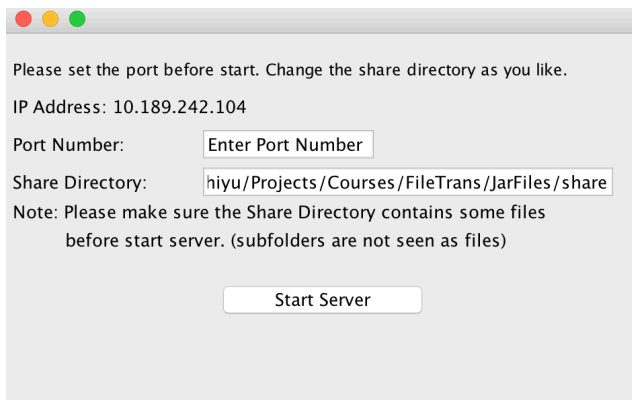 Please set the port before start. Change the share directory as you like.
IP Address: 10.189.242.104
Port Number: Enter Port Number
Share Directory: hiyu/Projects/Courses/FileTrans/JarFiles/share
Note: Please make sure the Share Directory contains some files
before start server. (subfolders are not seen as files)
Start Server